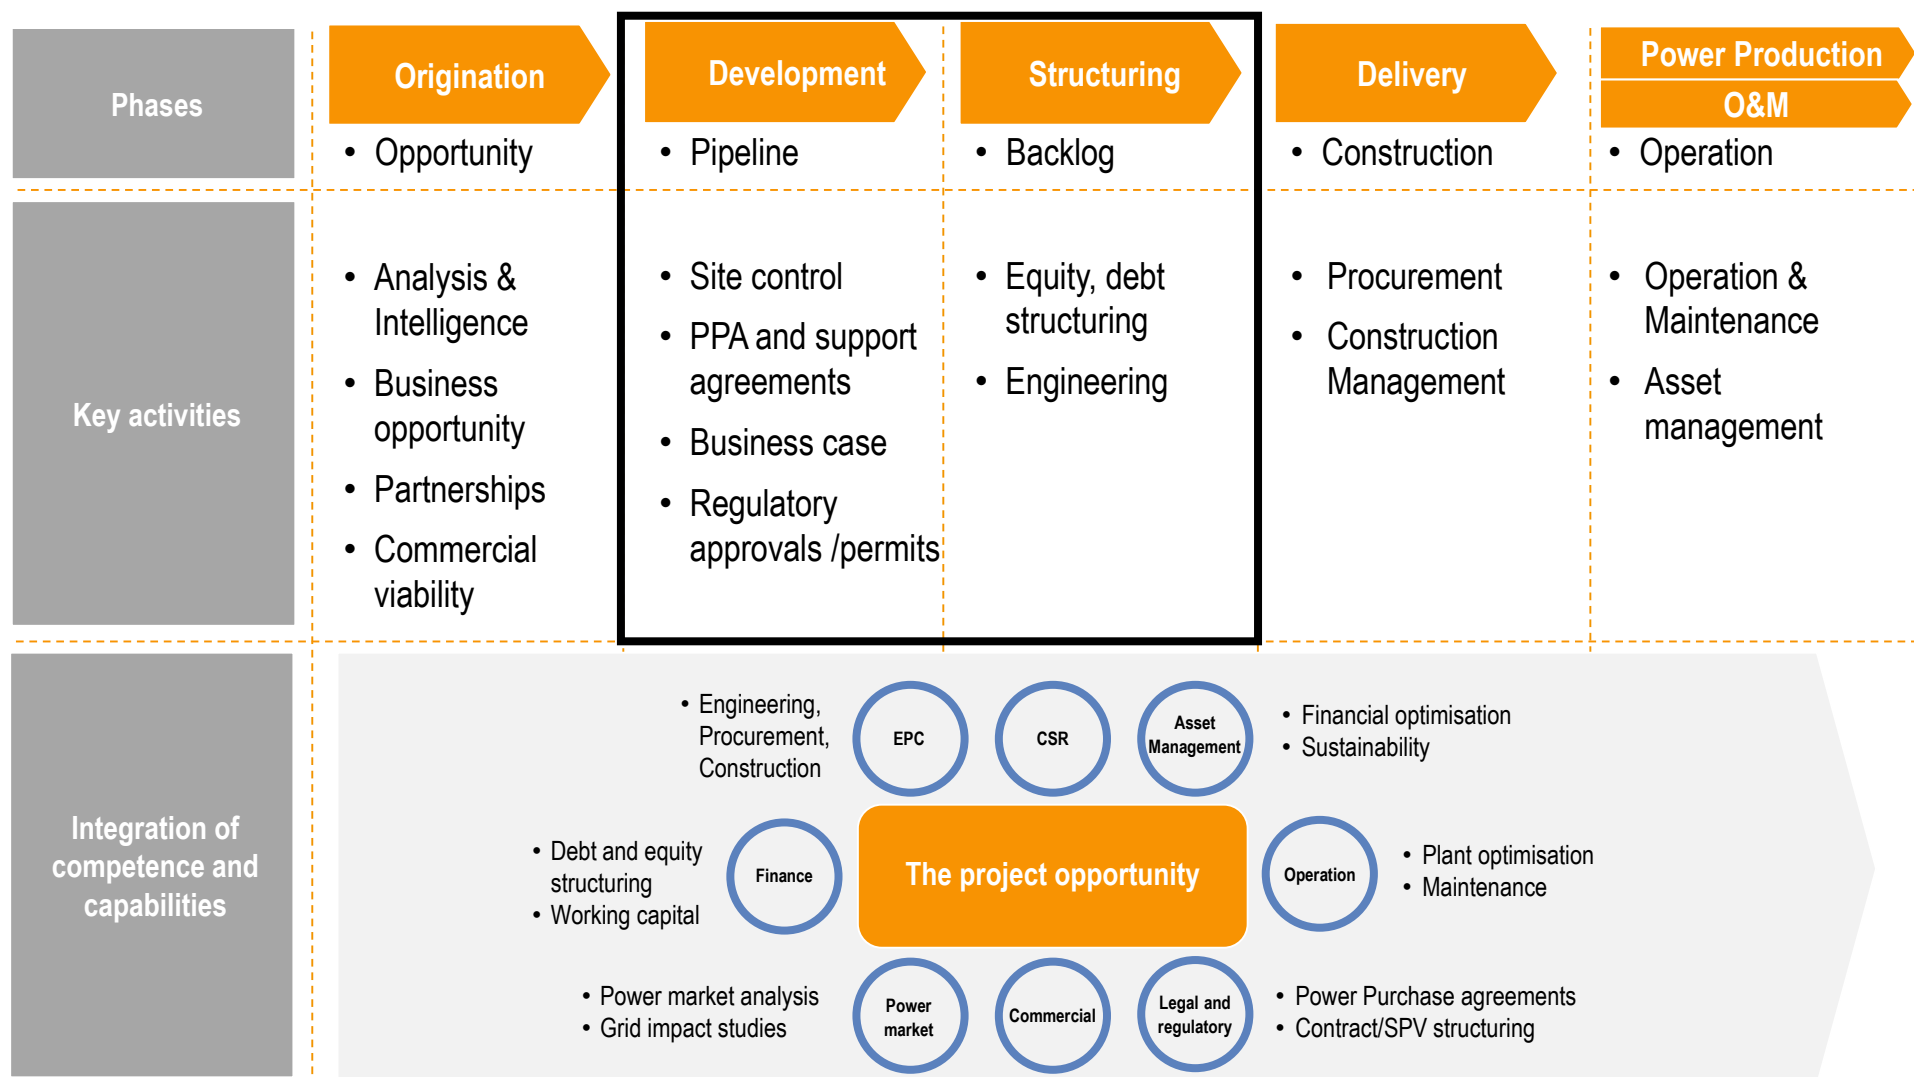 Phases
Origination
Development
Structuring
Delivery
Power Production
O&M
• Opportunity
• Pipeline
• Backlog
• Construction
• Operation
Key activities
• Analysis &
Intelligence
• Business
opportunity
• Partnerships
• Commercial
viability
• Site control
• PPA and support
agreements
• Business case
• Regulatory
approvals /permits
• Equity, debt
structuring
• Engineering
• Procurement
• Construction
Management
• Operation &
Maintenance
• Asset
management
Integration of
competence and
capabilities
• Engineering,
Procurement,
Construction
EPC
CSR
Asset
Management
• Financial optimisation
• Sustainability
• Debt and equity
structuring
• Working capital
Finance
The project opportunity
Operation
• Plant optimisation
• Maintenance
• Power market analysis
• Grid impact studies
Power
market
Commercial
Legal and
regulatory
• Power Purchase agreements
• Contract/SPV structuring